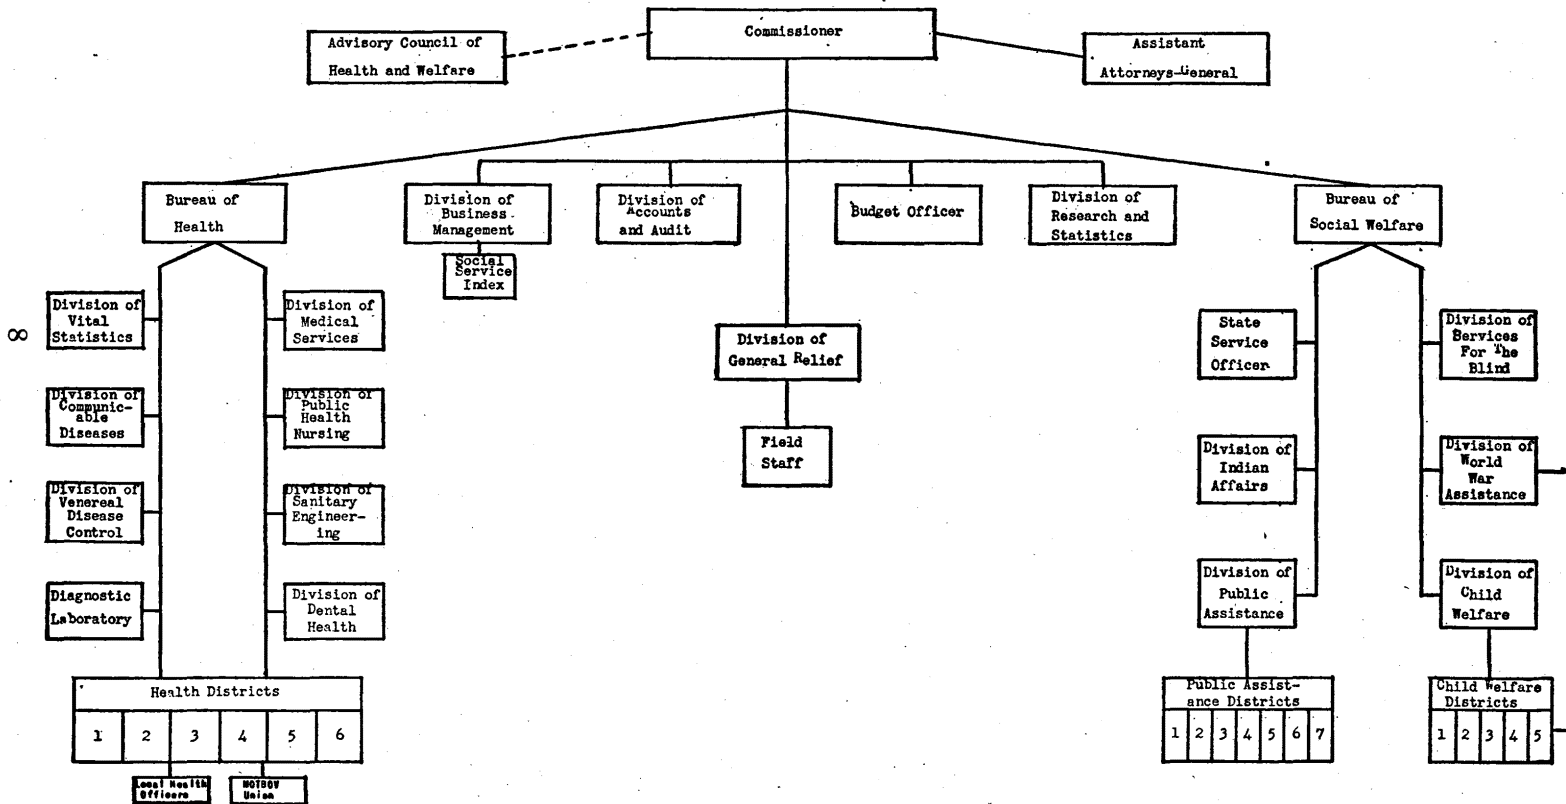 Commissioner
Advisory Council of
Health and Welfare
Assistant
Attorneys-General
Bureau of
Health
Division of
Business
Management
Social
Service
Index
Division of
Accounts
and Audit
Budget Officer
Division of
Research and
Statistics
Bureau of
Social Welfare
Division of
Vital
Statistics
Division of
Medical
Services
Division of
Communic-
able
Diseases
Division of
Public
Health
Nursing
Division of
Venereal
Disease
Control
Division of
Sanitary
Engineer-
ing
Diagnostic
Laboratory
Division of
Dental
Health
Health Districts
1 2 3 4 5 6
Local Health
Officers
Union
Division of
General Relief
Field
Staff
State
Service
Officer
Division of
Services
For The
Blind
Division of
Indian
Affairs
Division of
World
War
Assistance
Division of
Public
Assistance
Division of
Child
Welfare
Public Assist-
ance Districts
1 2 3 4 5 6 7
Child Welfare
Districts
1 2 3 4 5
8